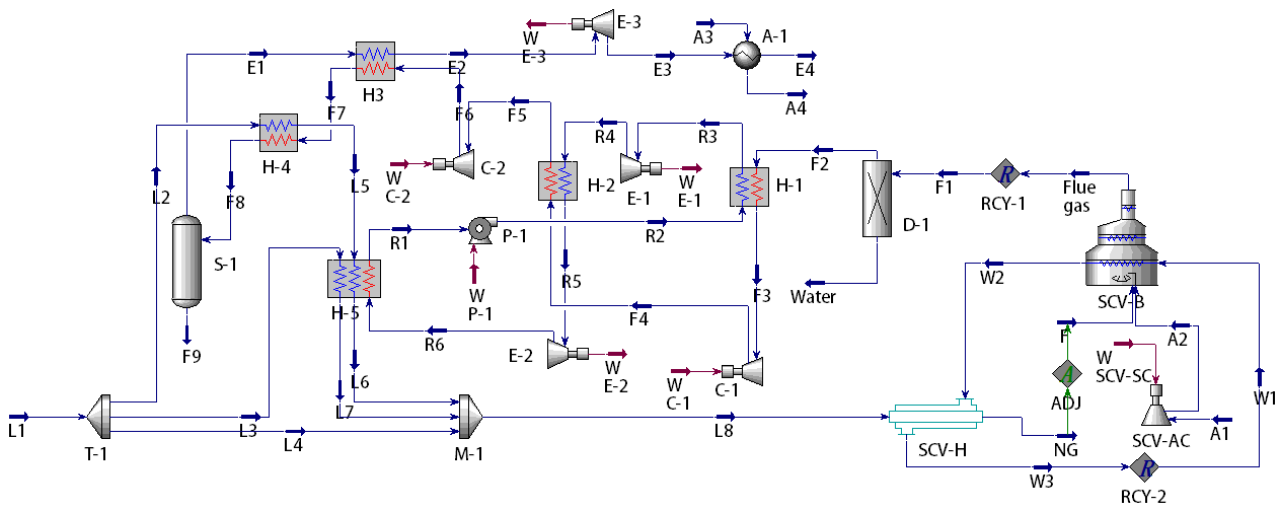 E-3
W
E-3
A3
A-1
E1
E2
E3
E4
A4
H3
F7
F6
F5
R4
R3
F2
H-4
W
C-2
C-2
H-2
E-1
W
E-1
H-1
F1
RCY-1
Flue
gas
R
L2
F8
L5
D-1
S-1
R1
P-1
R2
W2
SCV-B
H-5
W
P-1
R5
F3
Water
F4
F9
R6
E-2
W
E-2
W
C-1
C-1
F
A2
W
SCV-SC
A
ADJ
W1
L6
L7
L1
L3
L4
L8
T-1
M-1
SCV-H
NG
SCV-AC
A1
W3
R
RCY-2